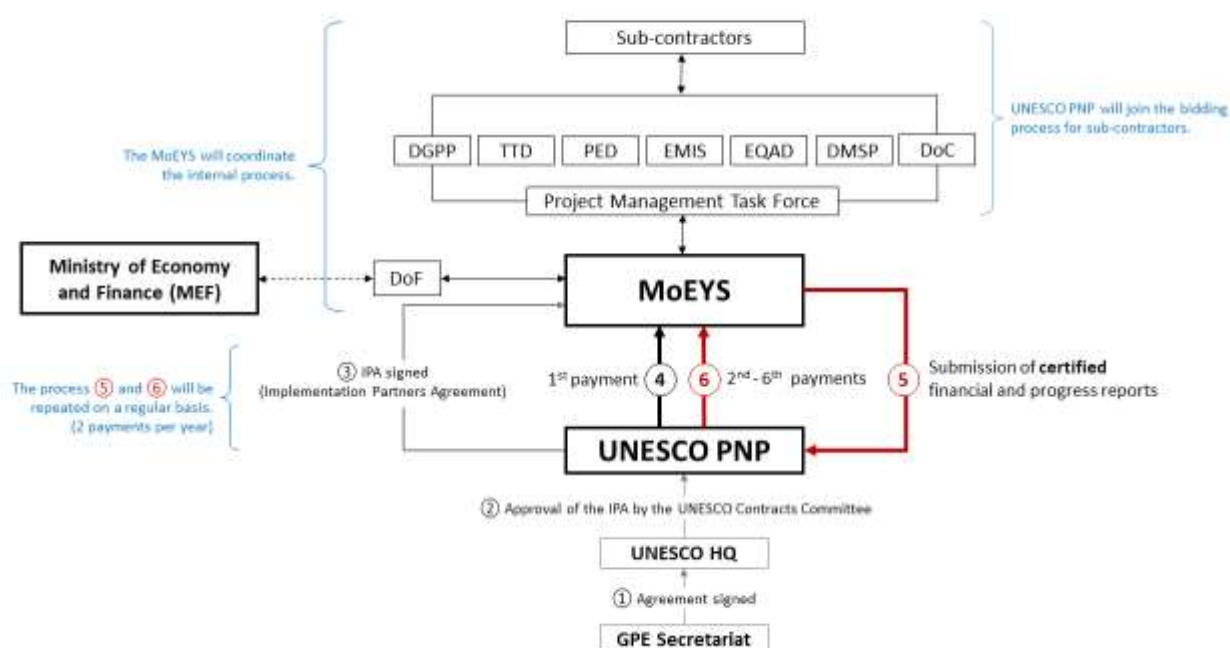 Sub-contractors
UNESCO PNP will join the bidding
process for sub-contractors.
The MoEYS will coordinate
the internal process.
DGPP
TTD
PED
EMIS
EQAD
DMSP
DoC
Project Management Task Force
Ministry of Economy
and Finance (MEF)
DoF
MoEYS
The process ⑤ and ⑥ will be
repeated on a regular basis.
(2 payments per year)
③ IPA signed
(Implementation Partners Agreement)
1st payment ④
⑥ 2nd - 6th payments
⑤ Submission of certified
financial and progress reports
UNESCO PNP
② Approval of the IPA by the UNESCO Contracts Committee
UNESCO HQ
① Agreement signed
GPE Secretariat